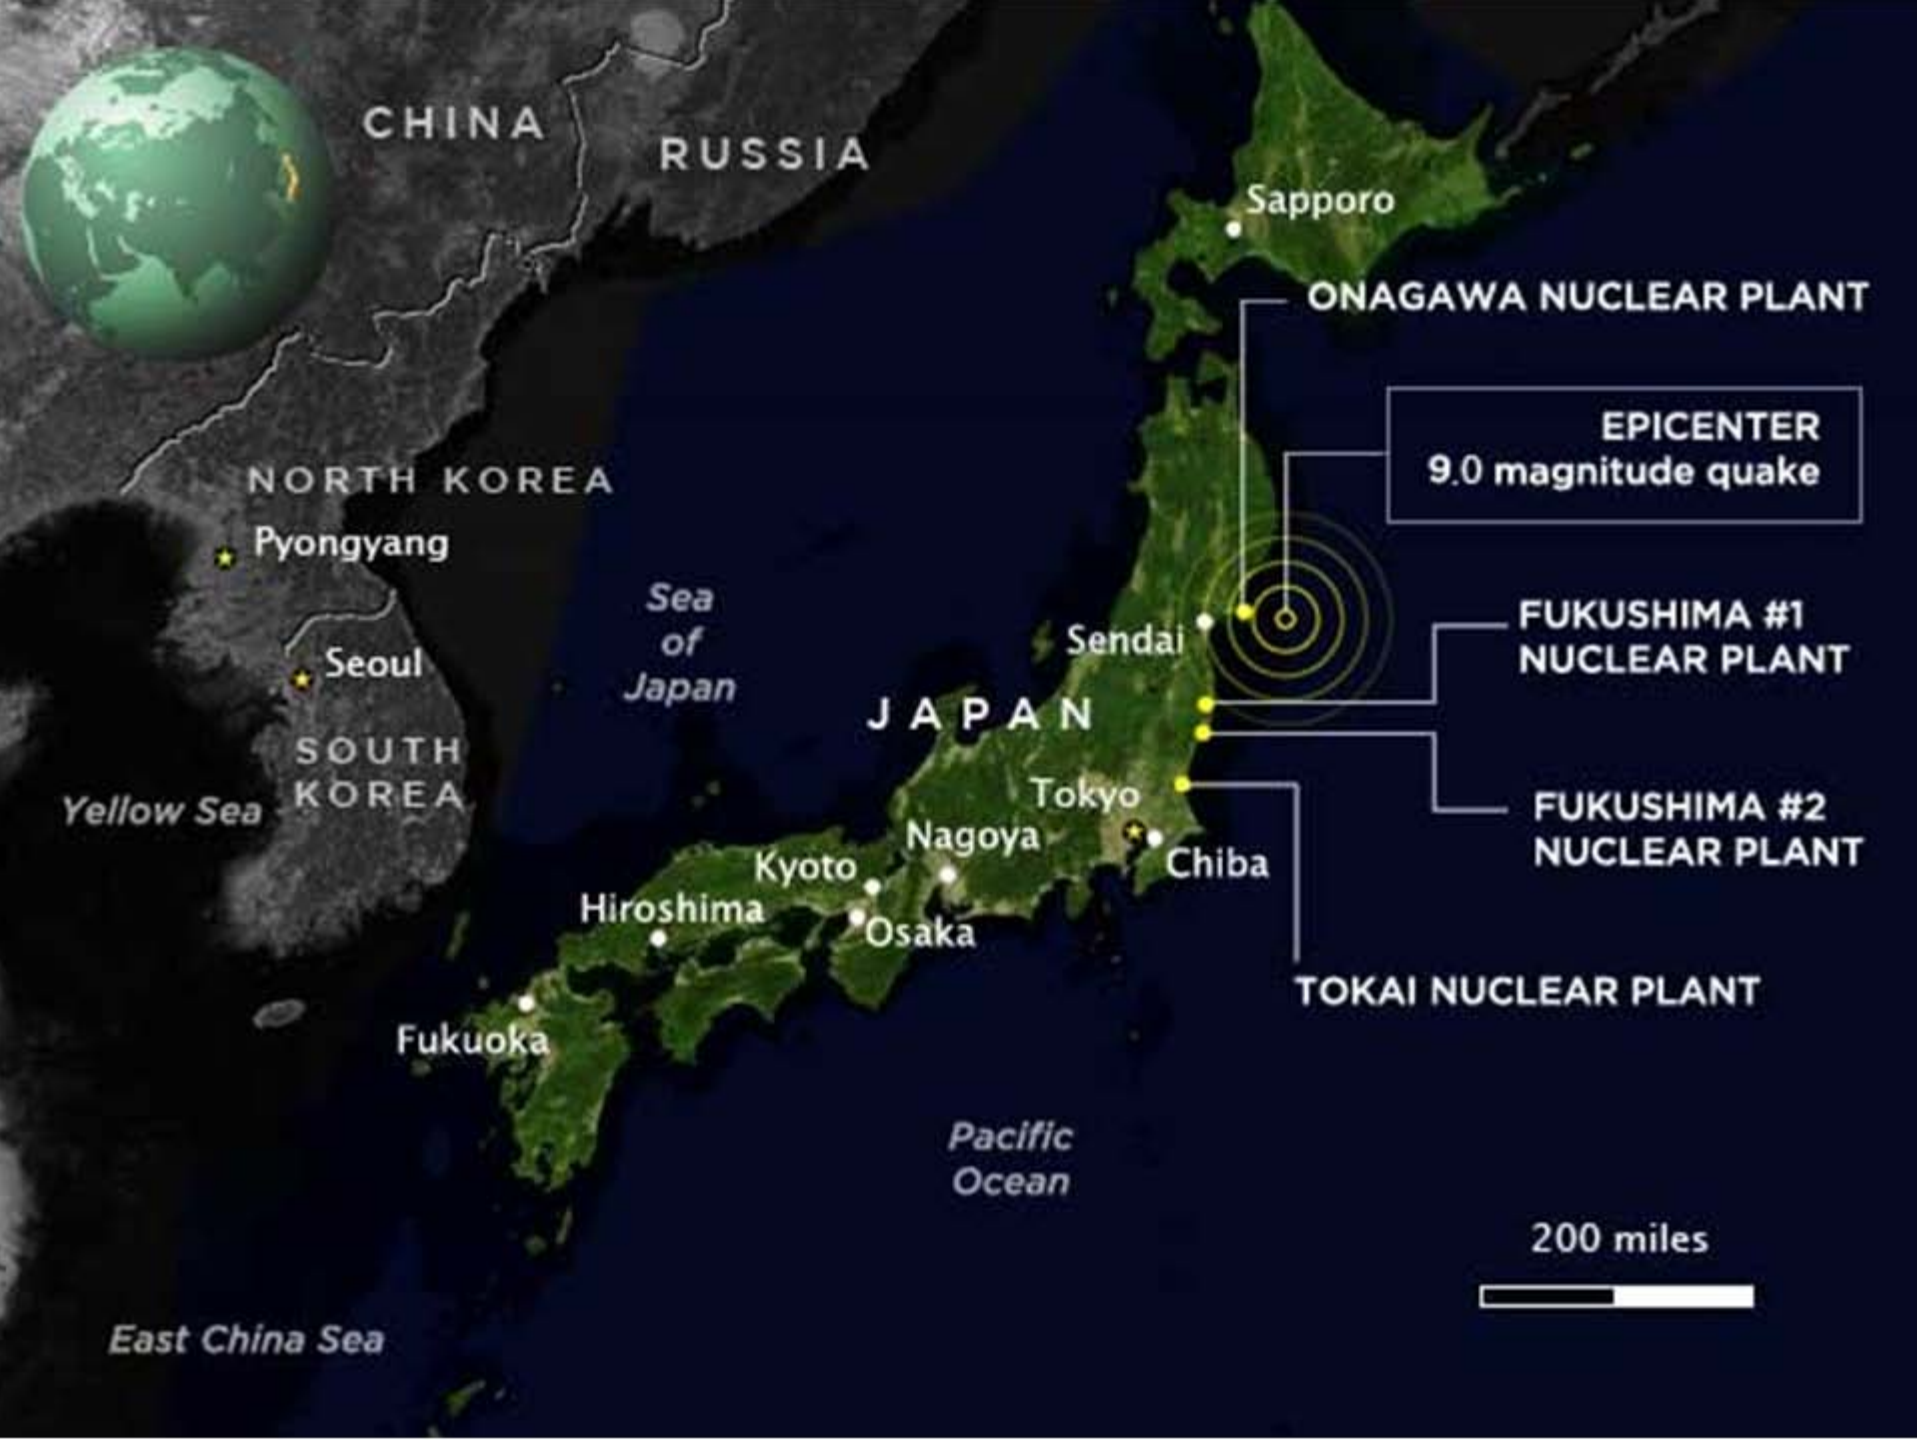 CHINA
RUSSIA
Sapporo
ONAGAWA NUCLEAR PLANT
EPICENTER
9.0 magnitude quake
NORTH KOREA
Pyongyang
Sea
of
Japan
FUKUSHIMA #1
NUCLEAR PLANT
Sendai
Seoul
JAPAN
SOUTH
KOREA
Yellow Sea
Tokyo
Nagoya
FUKUSHIMA #2
NUCLEAR PLANT
Kyoto
Chiba
Hiroshima
Osaka
TOKAI NUCLEAR PLANT
Fukuoka
Pacific
Ocean
200 miles
East China Sea